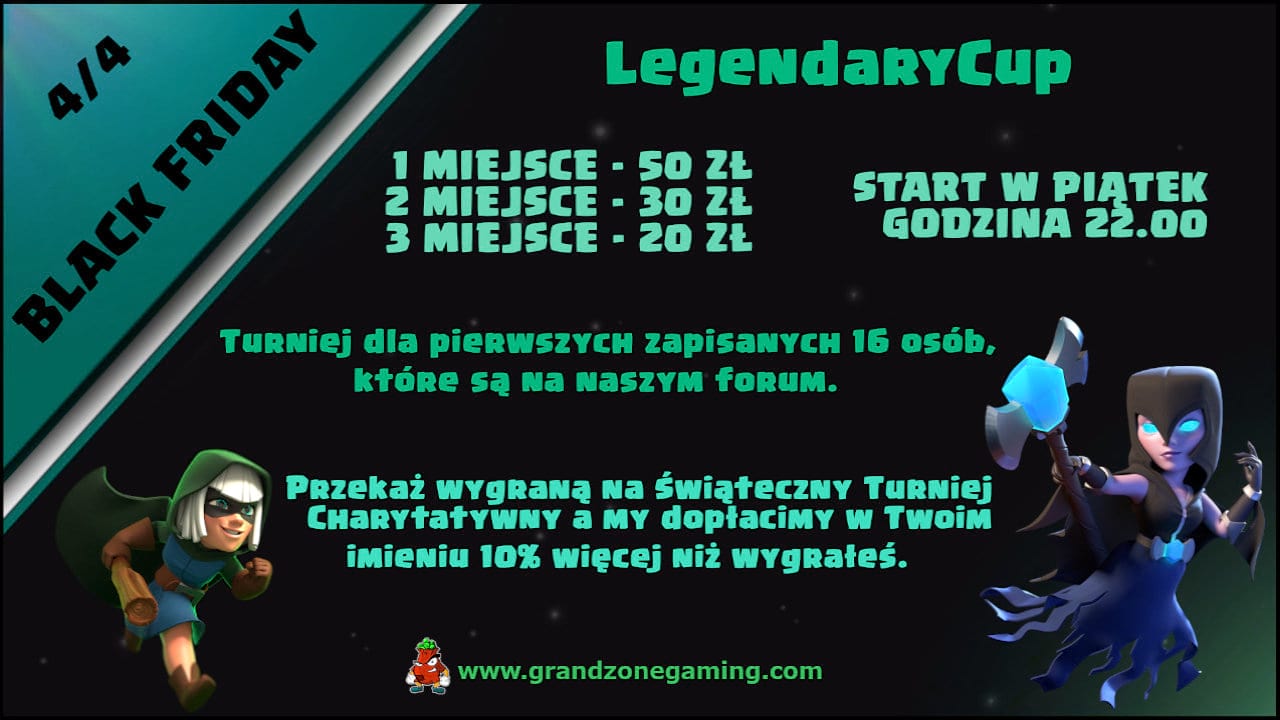 4/4
BLACK FRIDAY
LegendaryCup
1 MIEJSCE - 50 ZŁ
2 MIEJSCE - 30 ZŁ
3 MIEJSCE - 20 ZŁ
START W PIĄTEK
GODZINA 22.00
Turniej dla pierwszych zapisanych 16 osób,
które są na naszym forum.
Przekaż wygraną na Świąteczny Turniej
Charytatywny a my dopłacimy w Twoim
imieniu 10% więcej niż wygrałeś.
www.grandzonegaming.com